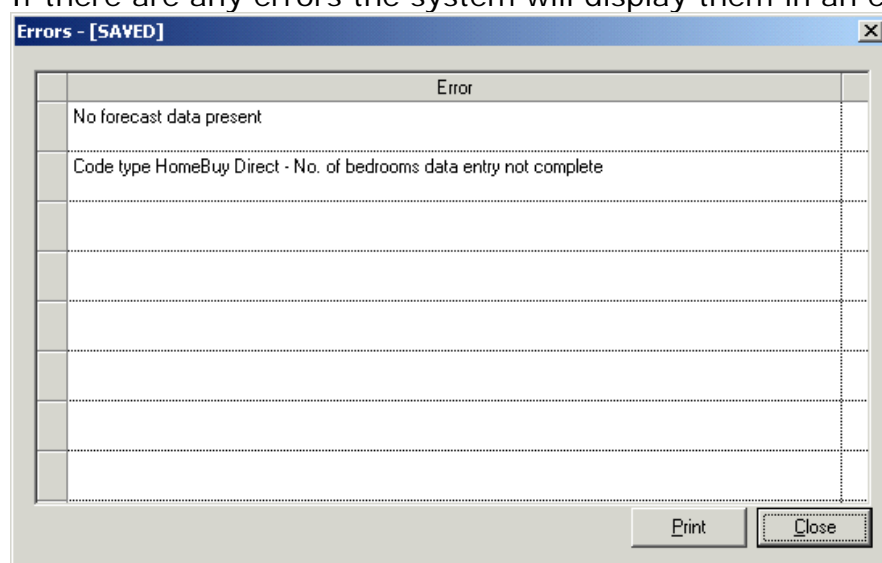 If there are any errors the system will display them in an
Errors - [SAVED]
Error
No forecast data present
Code type HomeBuy Direct - No. of bedrooms data entry not complete
Print
Close